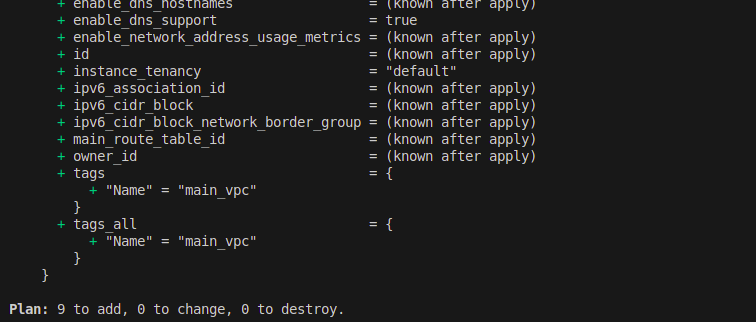 + enable_dns_hostnames                 = (known after apply)
+ enable_dns_support                   = true
+ enable_network_address_usage_metrics = (known after apply)
+ id                                   = (known after apply)
+ instance_tenancy                     = "default"
+ ipv6_association_id                  = (known after apply)
+ ipv6_cidr_block                      = (known after apply)
+ ipv6_cidr_block_network_border_group = (known after apply)
+ main_route_table_id                  = (known after apply)
+ owner_id                             = (known after apply)
+ tags                                 = {
    + "Name" = "main_vpc"
  }
+ tags_all                             = {
    + "Name" = "main_vpc"
  }
}
Plan: 9 to add, 0 to change, 0 to destroy.